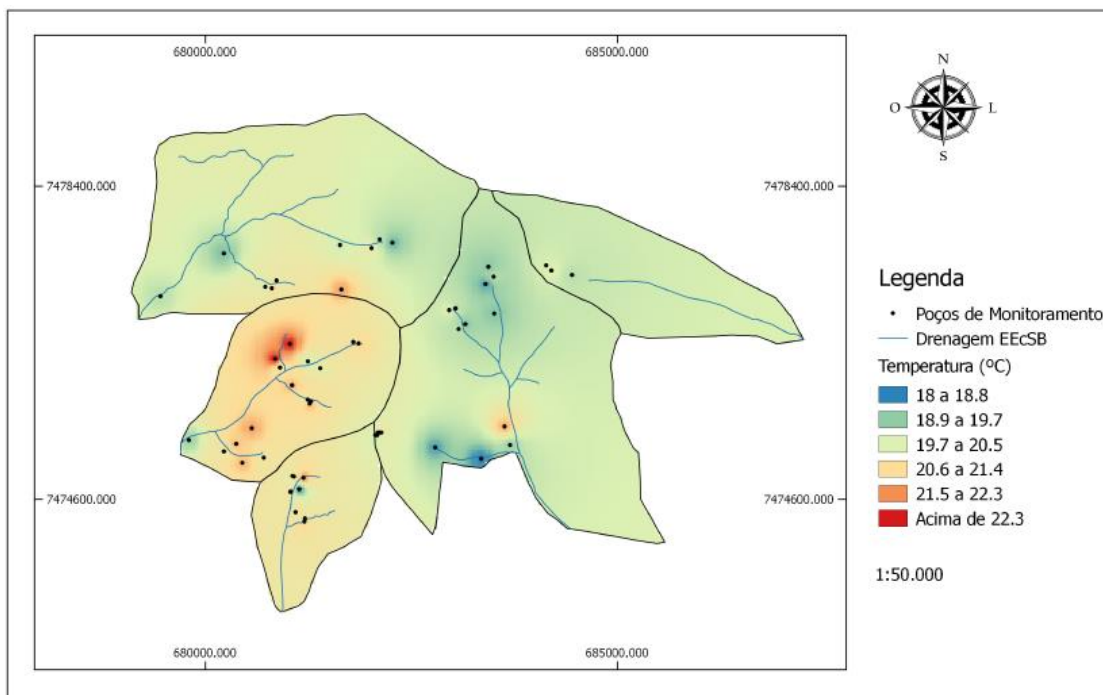 680000.000
685000.000
N
O
L
S
7478400.000
7478400.000
Legenda
Poços de Monitoramento
Drenagem EEcSB
Temperatura (ºC)
18 a 18.8
18.9 a 19.7
19.7 a 20.5
20.6 a 21.4
21.5 a 22.3
Acima de 22.3
7474600.000
7474600.000
1:50.000
680000.000
685000.000